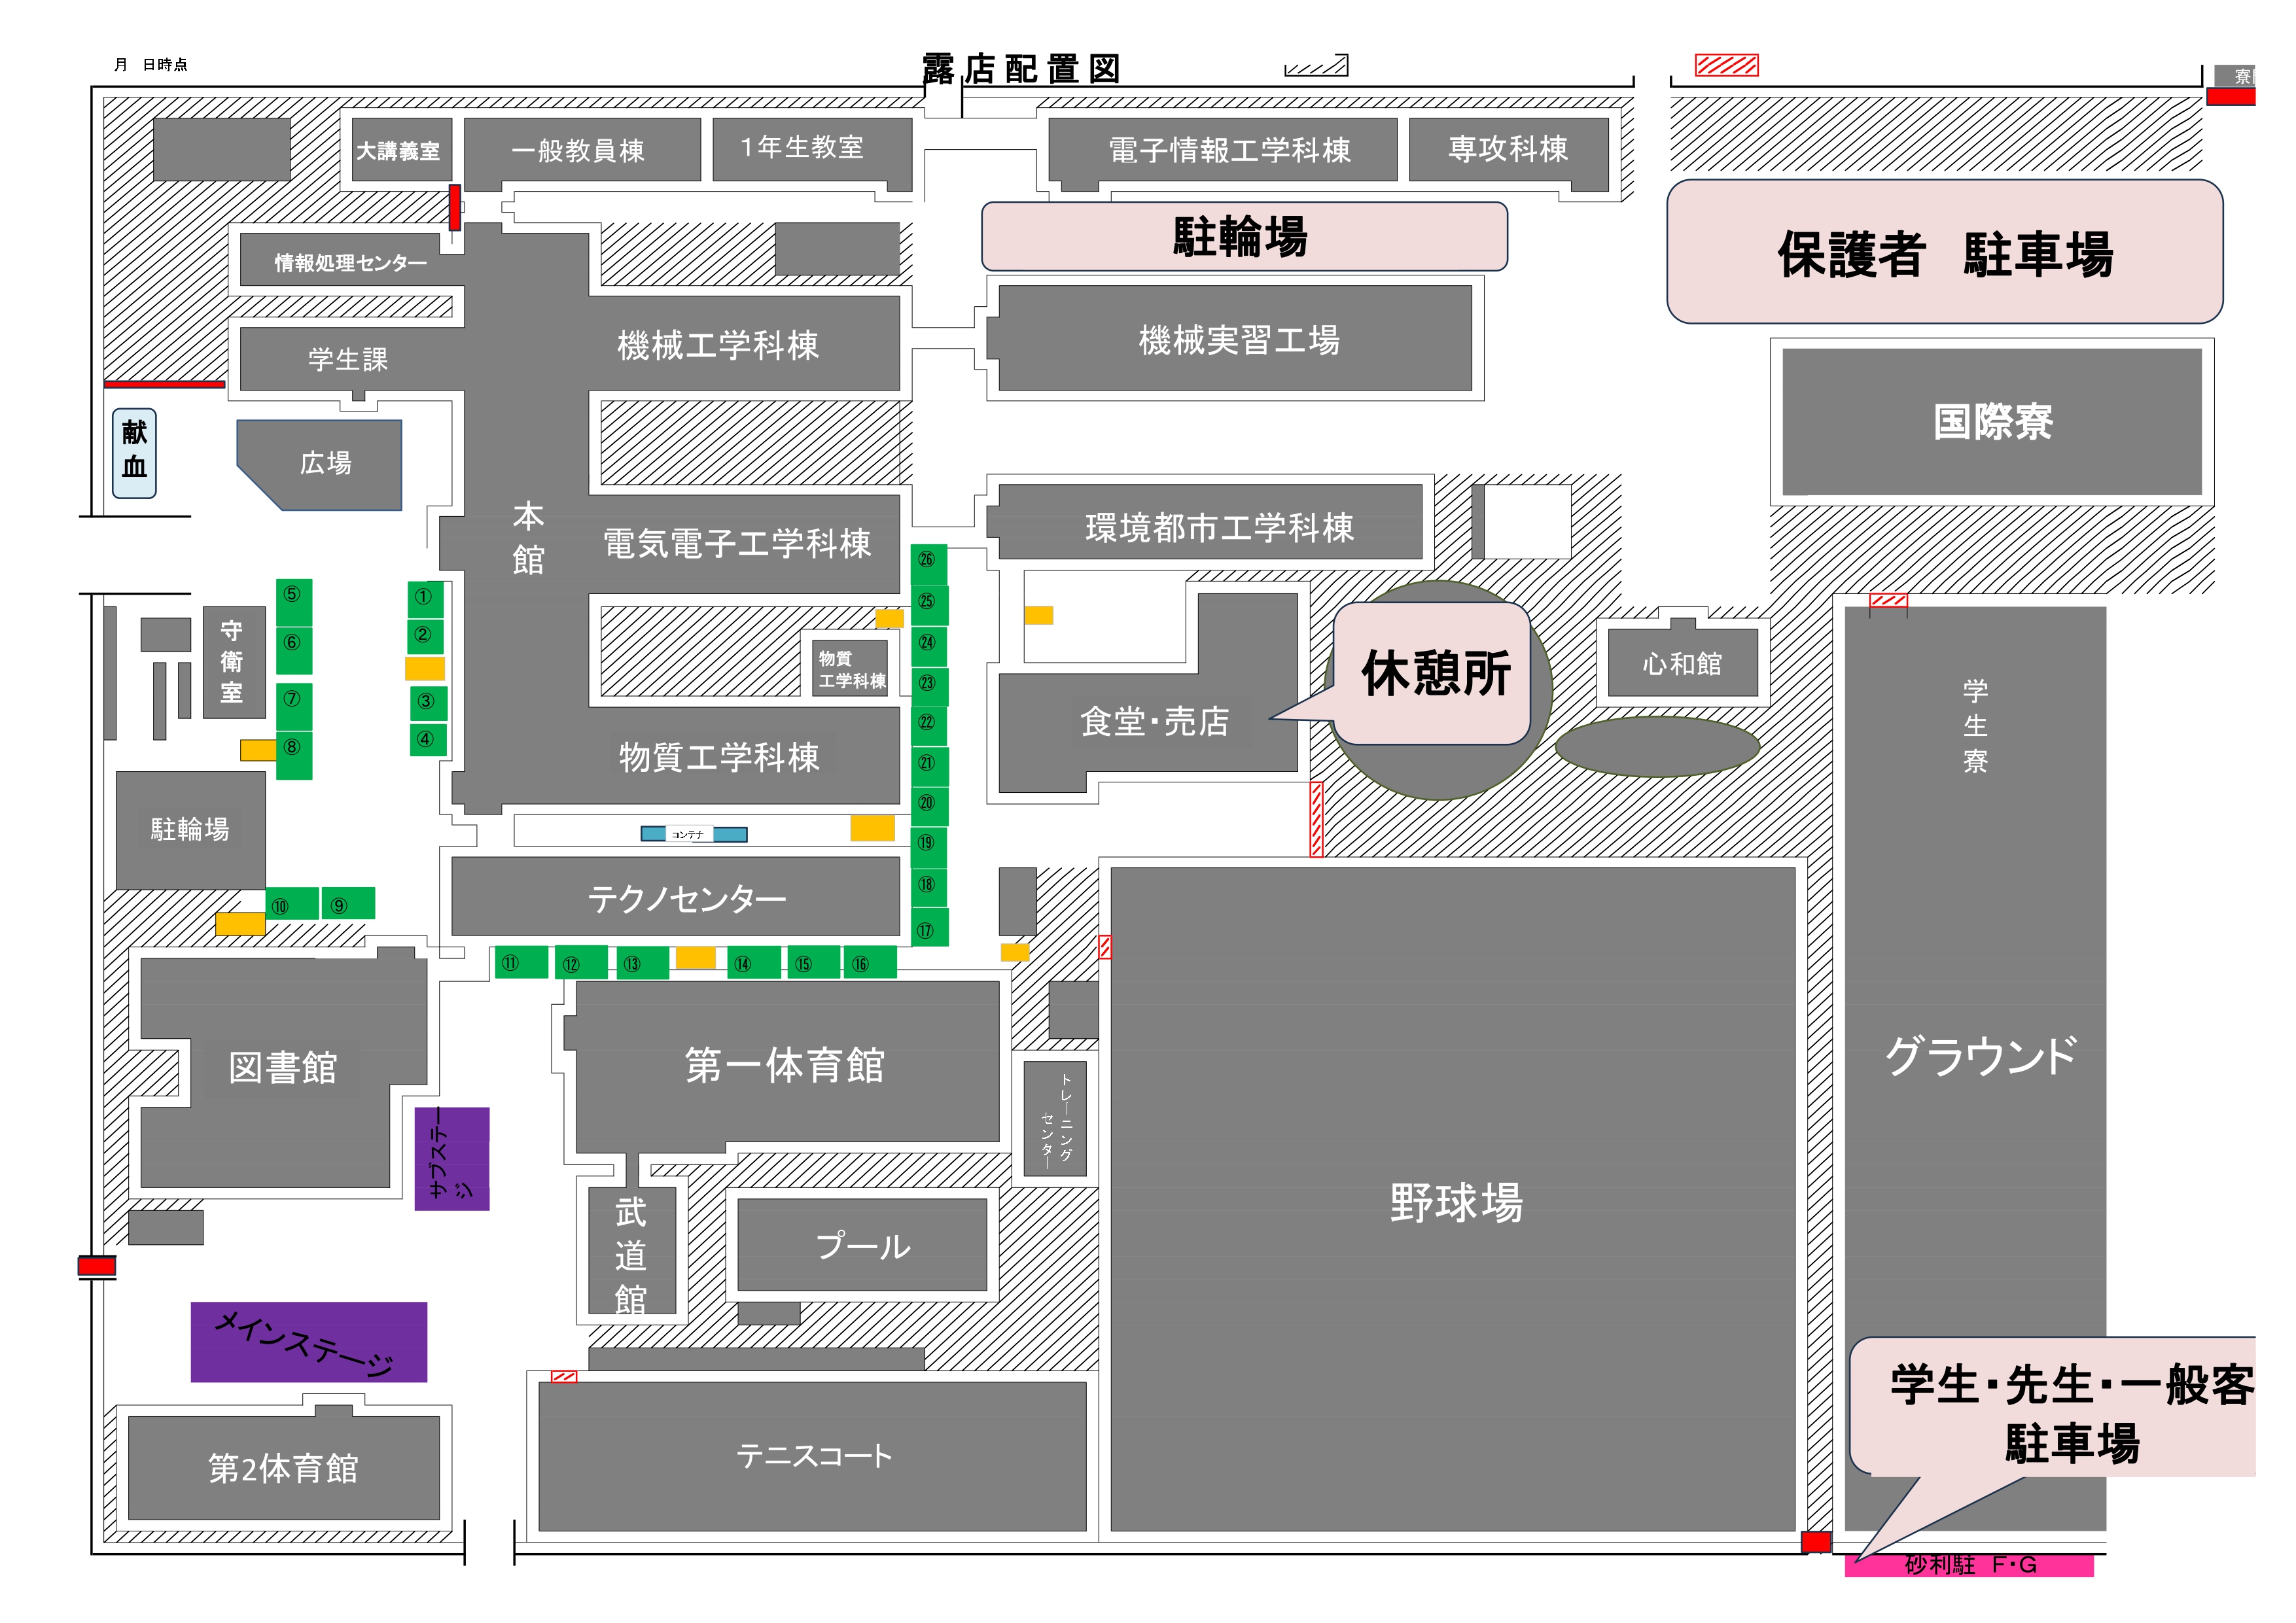 月　日時点
露店配置図
寮
大講義室
一般教員棟
1年生教室
電子情報工学科棟
専攻科棟
駐輪場
保護者　駐車場
情報処理センター
機械工学科棟
機械実習工場
学生課
国際寮
献
血
広場
本
館
電気電子工学科棟
環境都市工学科棟
㉖
㉕
㉔
㉓
㉒
㉑
⑳
⑲
⑱
⑰
⑤
⑥
⑦
⑧
①
②
③
④
守
衛
室
物質
工学科棟
休憩所
心和館
学
生
寮
食堂・売店
物質工学科棟
駐輪場
コンテナ
テクノセンター
⑩
⑨
⑪
⑫
⑬
⑭
⑮
⑯
図書館
第一体育館
トレーニング
センター
グラウンド
サブステー
ジ
武
道
館
プール
野球場
メインステージ
学生・先生・一般客
駐車場
第2体育館
テニスコート
砂利駐　F・G